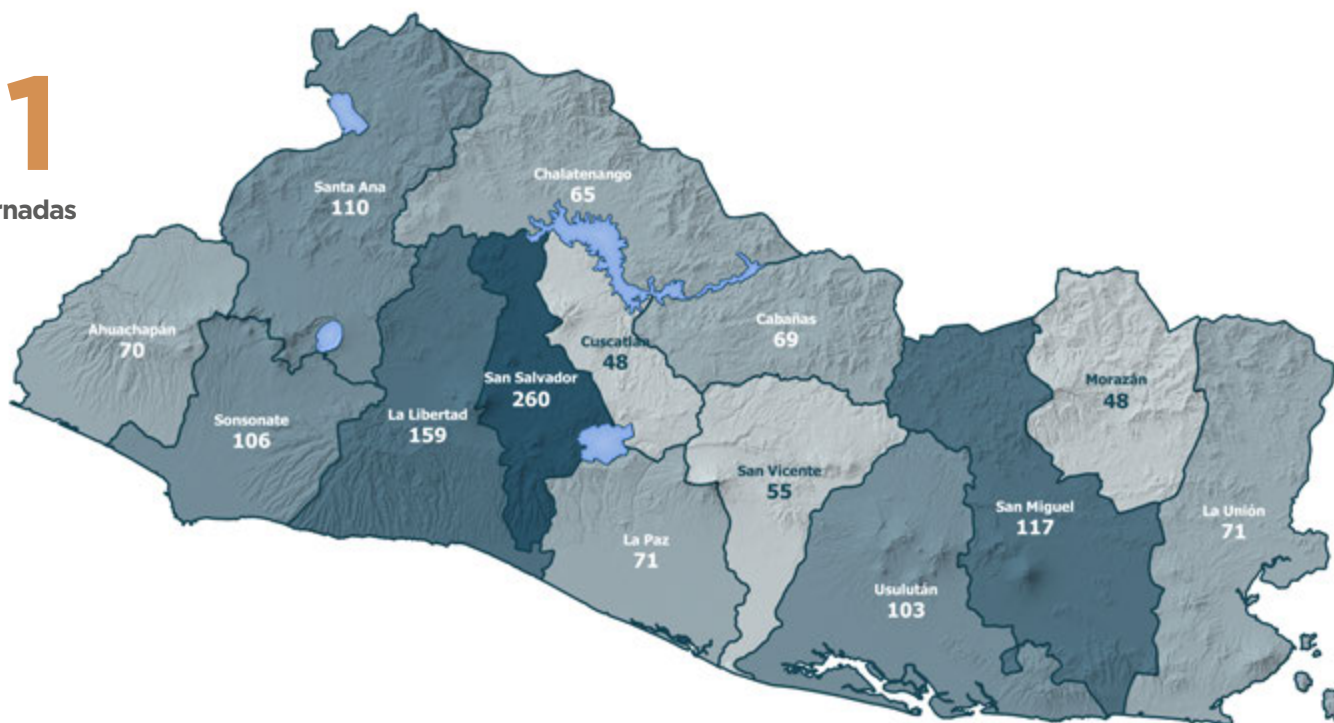 1
rnadas
Santa Ana
110
Chalatenango
65
Ahuachapán
70
Cabañas
69
Cuscatlán
48
San Salvador
260
Morazán
48
Sonsonate
106
La Libertad
159
San Vicente
55
San Miguel
117
La Unión
71
La Paz
71
Usulután
103